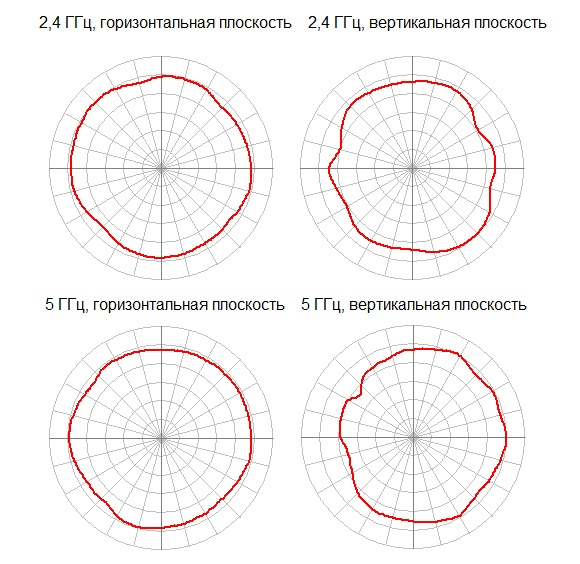 2,4 ГГц, горизонтальная плоскость
2,4 ГГц, вертикальная плоскость
5 ГГц, горизонтальная плоскость
5 ГГц, вертикальная плоскость